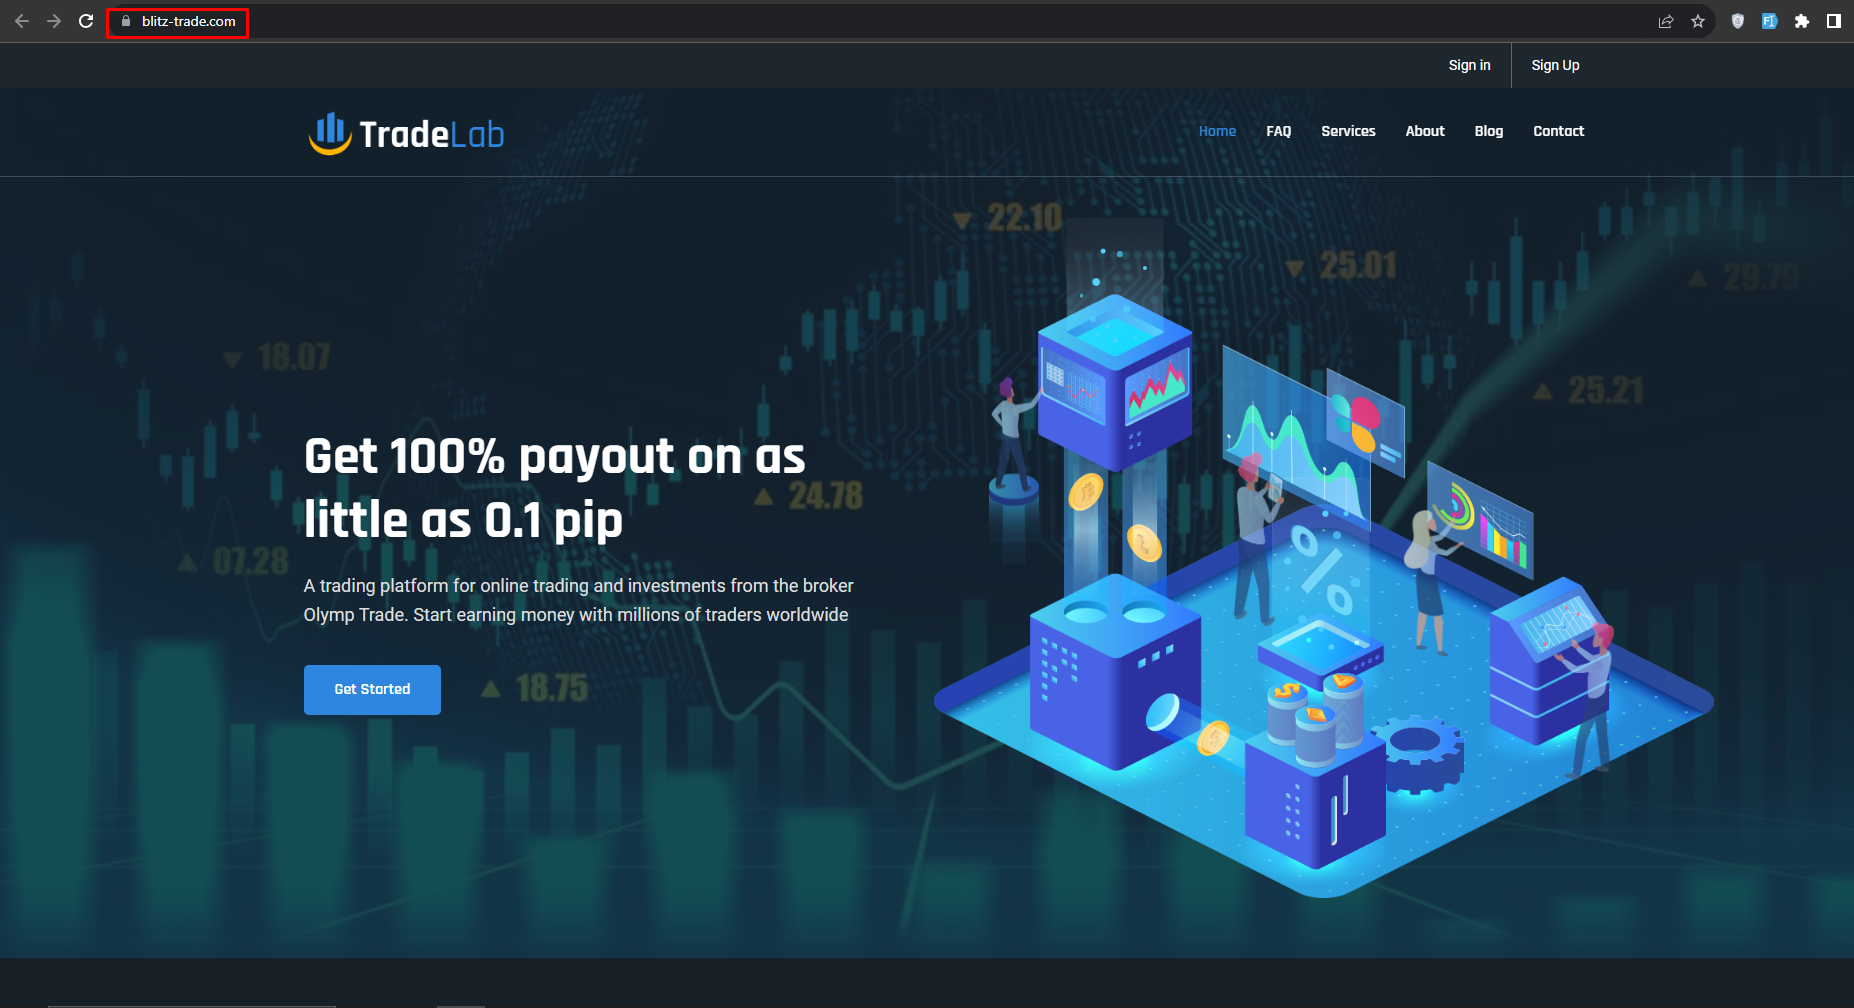 blitz-trade.com
Sign in
Sign Up
TradeLab
Home
FAQ
Services
About
Blog
Contact
22.10
25.01
29.79
18.07
25.21
24.78
07.28
18.75
Get 100% payout on as
little as 0.1 pip
A trading platform for online trading and investments from the broker
Olymp Trade. Start earning money with millions of traders worldwide
Get Started
%